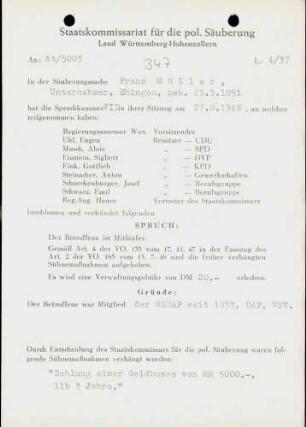 Staatskommissariat für die pol. Säuberung
Land Württemberg-Hohenzollern
Az.: 4t/5003
347
L: 4/37
In der Säuberungssache Franz Müller,
Unternehmer, Ebingen, geb. 25.5.1891
hat die Spruchkammer VII in ihrer Sitzung am 27.8.1948, an welcher
teilgenommen haben:
Regierungsassessor Wax Vorsitzender
Uhl, Eugen Beisitzer — CDU
Munck, Alois „ — SPD
Einstein, Sigbert „ — DVP
Fink, Gottlieb „ — KPD
Steinacher, Anton „ — Gewerkschaften
Schneckenburger, Josef „ — Berufsgruppe
Schwarz, Emil „ — Berufsgruppe
Reg.Ang. Huner Vertreter des Staatskommissars
beschlossen und verkündet folgenden
SPRUCH:
Der Betroffene ist Mitläufer.
Gemäß Art. 4 der VO. 133 vom 17. 11. 47 in der Fassung des
Art. 2 der VO. 165 vom 13. 7. 48 sind die früher verhängten
Sühnemaßnahmen aufgehoben.
Es wird eine Verwaltungsgebühr von DM 20,- erhoben.
Gründe:
Der Betroffene war Mitglied der NSDAP seit 1933, DAF, NSV.
Durch Entscheidung des Staatskommissars für die pol. Säuberung waren fol-
gende Sühnemaßnahmen verhängt worden:
"Zahlung einer Geldbusse von RM 5000.-,
11b 3 Jahre."